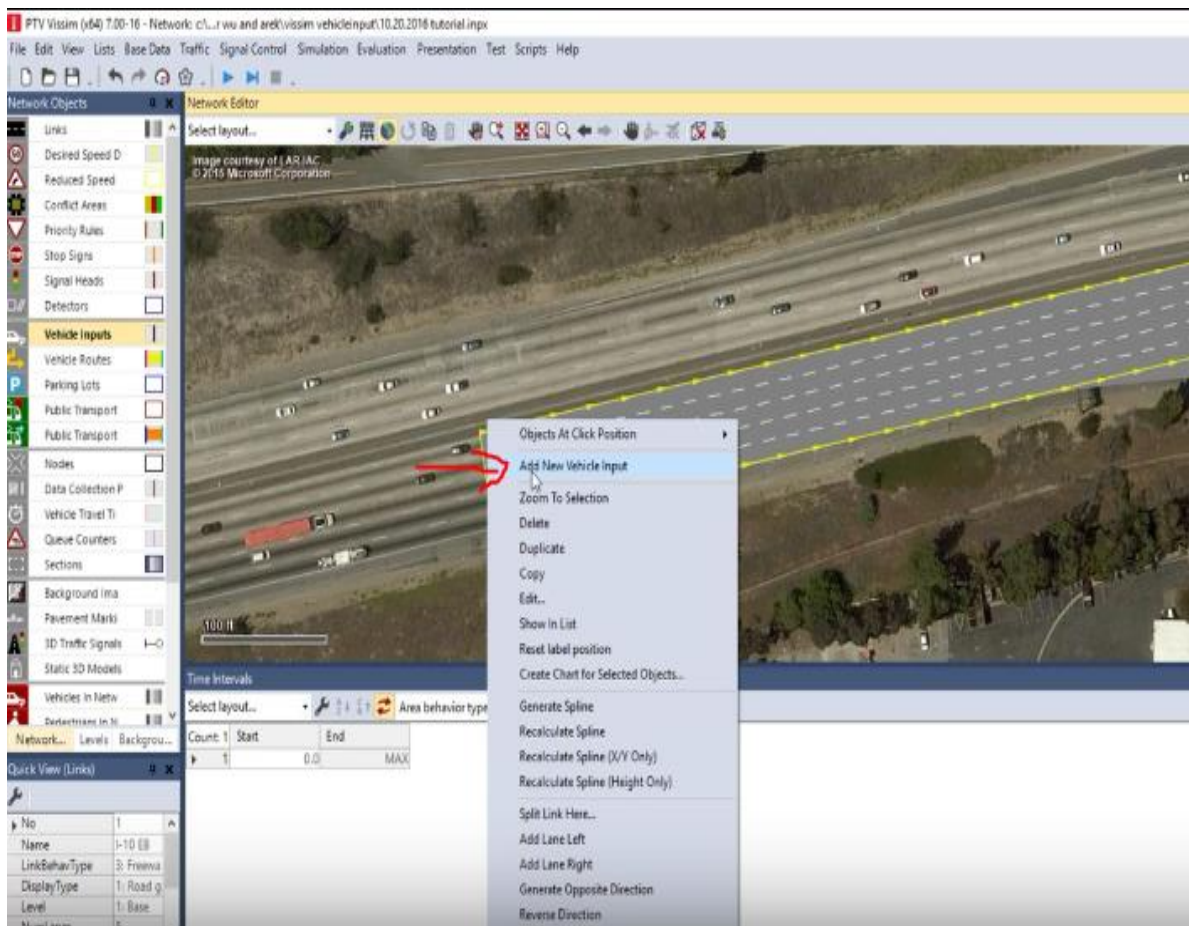 PTV Vissim (x64) 7.00-16 - Network: c:\...r wu and arek\vissim vehicleinput\10.20.2016 tutorial.inpx
File Edit View Lists Base Data Traffic Signal Control Simulation Evaluation Presentation Test Scripts Help
Network Objects
Network Editor
Links
Select layout...
Desired Speed D
Image courtesy of LAR-IAC
© 2015 Microsoft Corporation
Reduced Speed
Conflict Areas
Priority Rules
Stop Signs
Signal Heads
Detectors
Vehicle Inputs
Vehicle Routes
Parking Lots
Public Transport
Public Transport
Nodes
Data Collection P
Vehicle Travel Ti
Queue Counters
Sections
Background Ima
Pavement Marki
3D Traffic Signals
Static 3D Models
Vehicles In Netw
Pedestrians In N
Network... Levels Backgrou...
100 ft
Objects At Click Position
Add New Vehicle Input
Zoom To Selection
Delete
Duplicate
Copy
Edit...
Show In List
Reset label position
Create Chart for Selected Objects...
Generate Spline
Recalculate Spline
Recalculate Spline (X/Y Only)
Recalculate Spline (Height Only)
Split Link Here...
Add Lane Left
Add Lane Right
Generate Opposite Direction
Reverse Direction
Time Intervals
Select layout...
Area behavior type
Count: 1 Start End
1 0.0 MAX
Quick View (Links)
No 1
Name I-10 EB
LinkBehavType 3: Freewa
DisplayType 1: Road g
Level 1: Base